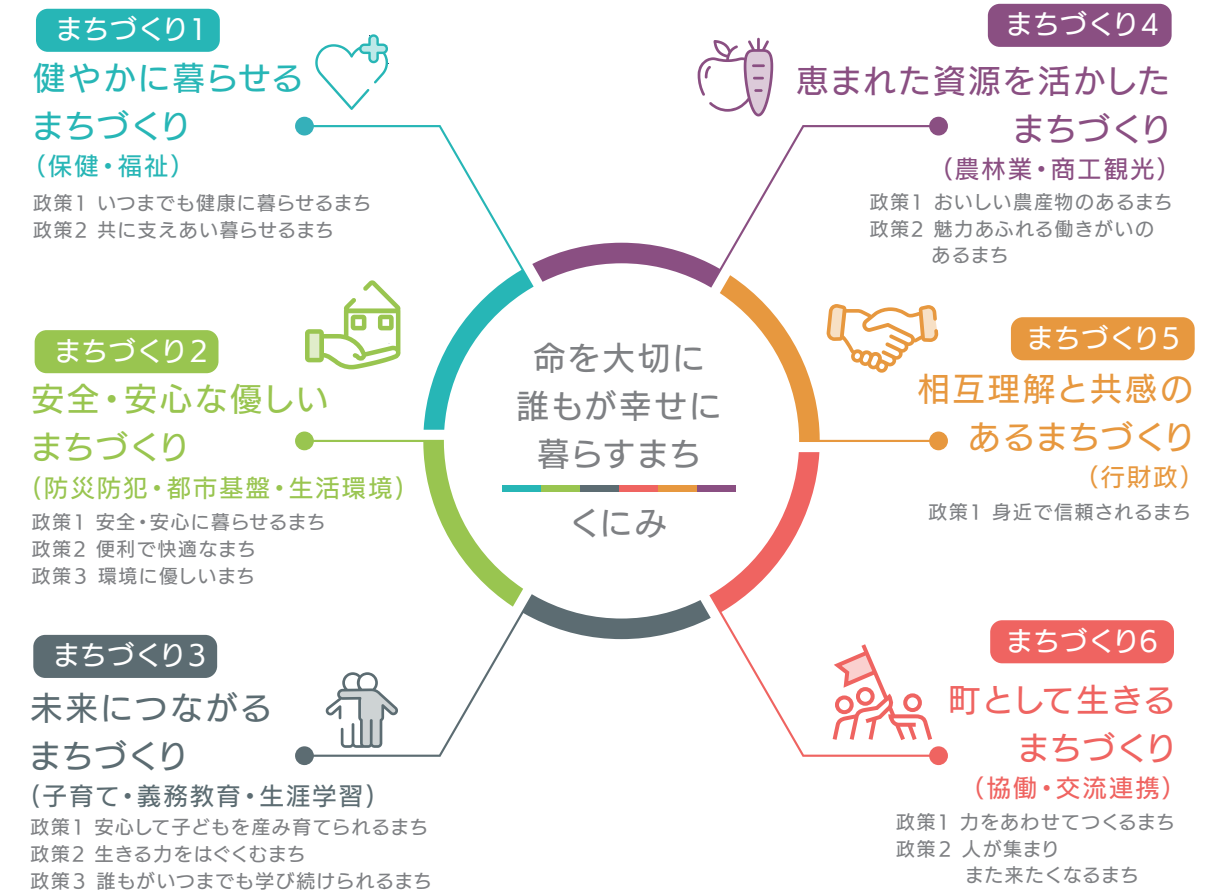 まちづくり1
健やかに暮らせる
まちづくり
(保健・福祉)
政策1 いつまでも健康に暮らせるまち
政策2 共に支えあい暮らせるまち
まちづくり2
安全・安心な優しい
まちづくり
(防災防犯・都市基盤・生活環境)
政策1 安全・安心に暮らせるまち
政策2 便利で快適なまち
政策3 環境に優しいまち
まちづくり3
未来につながる
まちづくり
(子育て・義務教育・生涯学習)
政策1 安心して子どもを産み育てられるまち
政策2 生きる力をはぐくむまち
政策3 誰もがいつまでも学び続けられるまち
命を大切に
誰もが幸せに
暮らすまち
くにみ
まちづくり4
恵まれた資源を活かした
まちづくり
(農林業・商工観光)
政策1 おいしい農産物のあるまち
政策2 魅力あふれる働きがいの
あるまち
まちづくり5
相互理解と共感の
あるまちづくり
(行財政)
政策1 身近で信頼されるまち
まちづくり6
町として生きる
まちづくり
(協働・交流連携)
政策1 力をあわせてつくるまち
政策2 人が集まり
また来たくなるまち